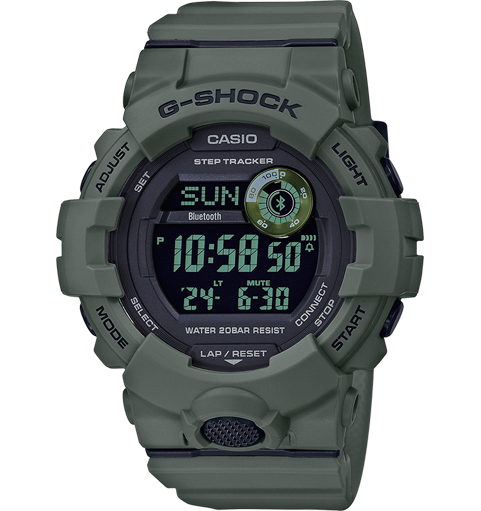 G-SHOCK
CASIO
ADJUST
SET
STEP TRACKER
LIGHT
SUN
100 P
80
60
40
Bluetooth
P 10:58 50
LT MUTE
24- 6-30
MODE
SELECT
CONNECT
STOP
START
WATER 20BAR RESIST
LAP / RESET